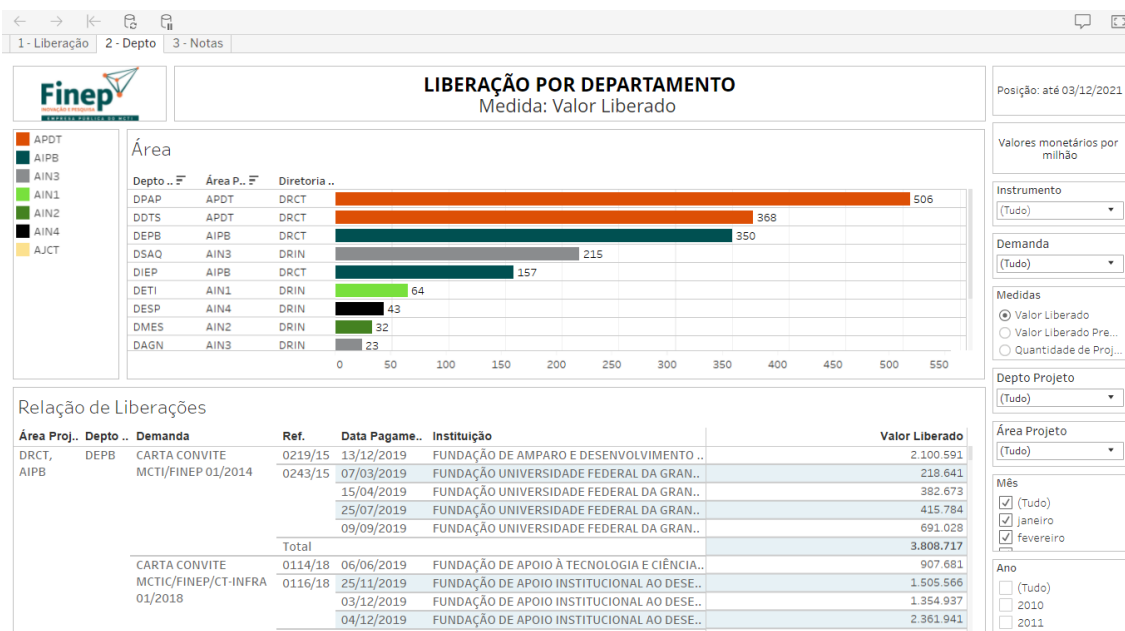 1 - Liberação 2 - Depto 3 - Notas
Finep
INOVAÇÃO E PESQUISA
EMPRESA PÚBLICA DO MCTI
LIBERAÇÃO POR DEPARTAMENTO
Medida: Valor Liberado
Posição: até 03/12/2021
Valores monetários por
milhão
APDT
AIPB
AIN3
AIN1
AIN2
AIN4
AJCT
Área
Depto .. Área P.. Diretoria ..
DPAP APDT DRCT 506
DDTS APDT DRCT 368
DEPB AIPB DRCT 350
DSAQ AIN3 DRIN 215
DIEP AIPB DRCT 157
DETI AIN1 DRIN 64
DESP AIN4 DRIN 43
DMES AIN2 DRIN 32
DAGN AIN3 DRIN 23
0 50 100 150 200 250 300 350 400 450 500 550
Instrumento
(Tudo)
Demanda
(Tudo)
Medidas
Valor Liberado
Valor Liberado Pre...
Quantidade de Proj...
Depto Projeto
(Tudo)
Área Projeto
(Tudo)
Mês
(Tudo)
janeiro
fevereiro
Ano
(Tudo)
2010
2011
Relação de Liberações
Área Proj.. Depto .. Demanda Ref. Data Pagame.. Instituição Valor Liberado
DRCT, DEPB CARTA CONVITE 0219/15 13/12/2019 FUNDAÇÃO DE AMPARO E DESENVOLVIMENTO .. 2.100.591
AIPB MCTI/FINEP 01/2014 0243/15 07/03/2019 FUNDAÇÃO UNIVERSIDADE FEDERAL DA GRAN.. 218.641
15/04/2019 FUNDAÇÃO UNIVERSIDADE FEDERAL DA GRAN.. 382.673
25/07/2019 FUNDAÇÃO UNIVERSIDADE FEDERAL DA GRAN.. 415.784
09/09/2019 FUNDAÇÃO UNIVERSIDADE FEDERAL DA GRAN.. 691.028
Total 3.808.717
CARTA CONVITE 0114/18 06/06/2019 FUNDAÇÃO DE APOIO À TECNOLOGIA E CIÊNCIA.. 907.681
MCTIC/FINEP/CT-INFRA 0116/18 25/11/2019 FUNDAÇÃO DE APOIO INSTITUCIONAL AO DESE.. 1.505.566
01/2018 03/12/2019 FUNDAÇÃO DE APOIO INSTITUCIONAL AO DESE.. 1.354.937
04/12/2019 FUNDAÇÃO DE APOIO INSTITUCIONAL AO DESE.. 2.361.941